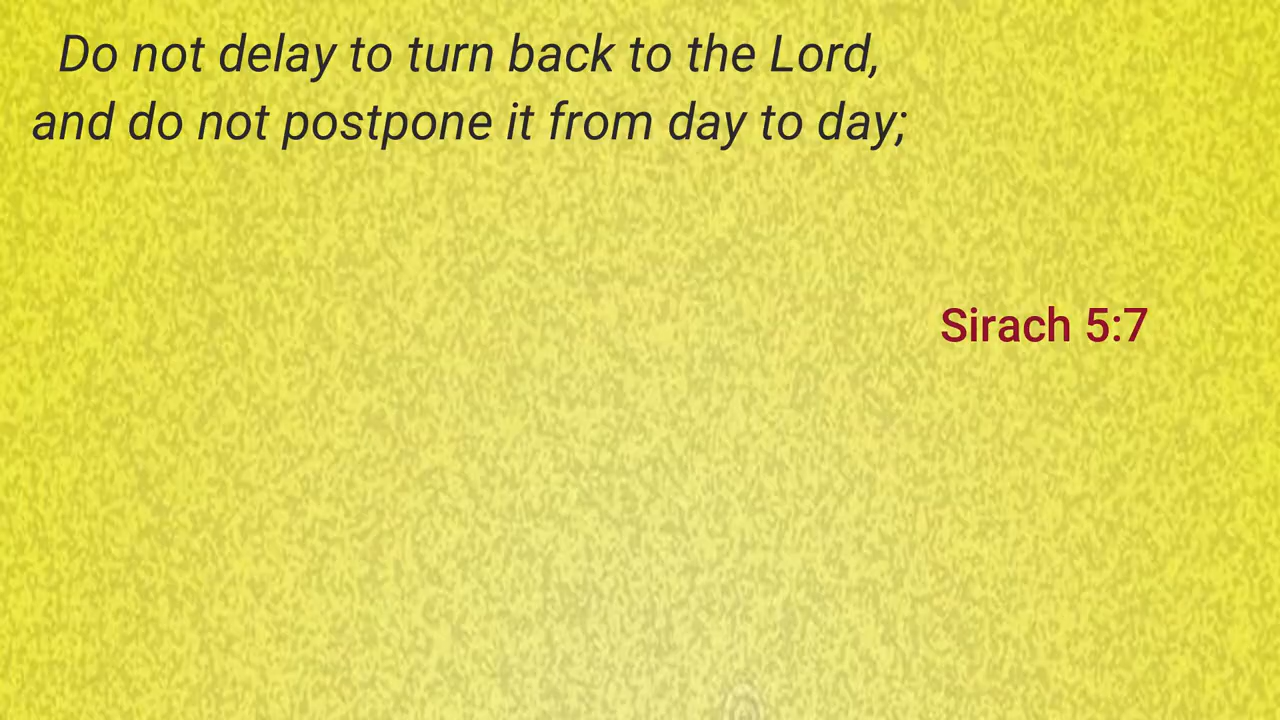 Do not delay to turn back to the Lord,
and do not postpone it from day to day;
Sirach 5:7